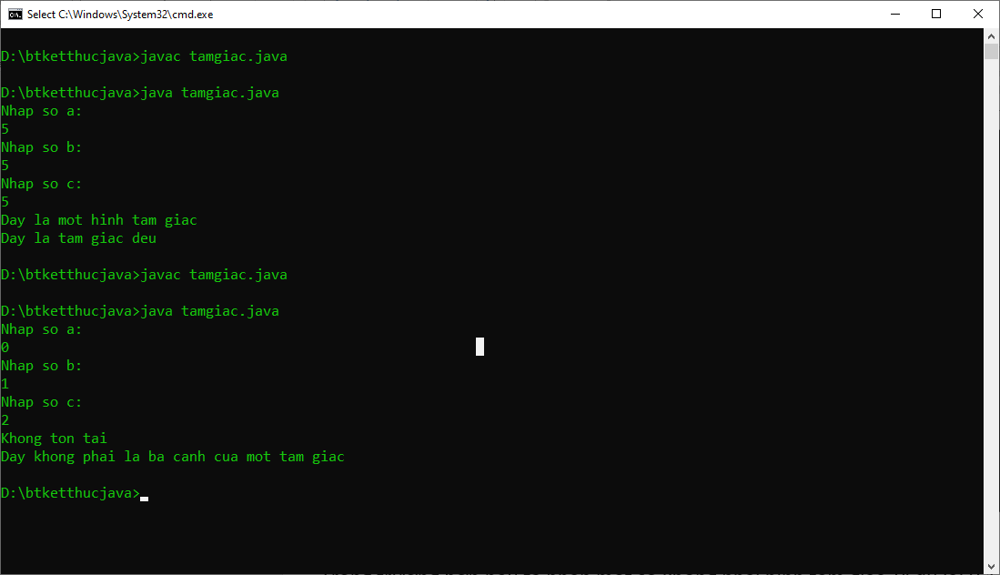 Select C:\Windows\System32\cmd.exe
D:\btketthucjava>javac tamgiac.java
D:\btketthucjava>java tamgiac.java
Nhap so a:
5
Nhap so b:
5
Nhap so c:
5
Day la mot hinh tam giac
Day la tam giac deu
D:\btketthucjava>javac tamgiac.java
D:\btketthucjava>java tamgiac.java
Nhap so a:
0
Nhap so b:
1
Nhap so c:
2
Khong ton tai
Day khong phai la ba canh cua mot tam giac
D:\btketthucjava>